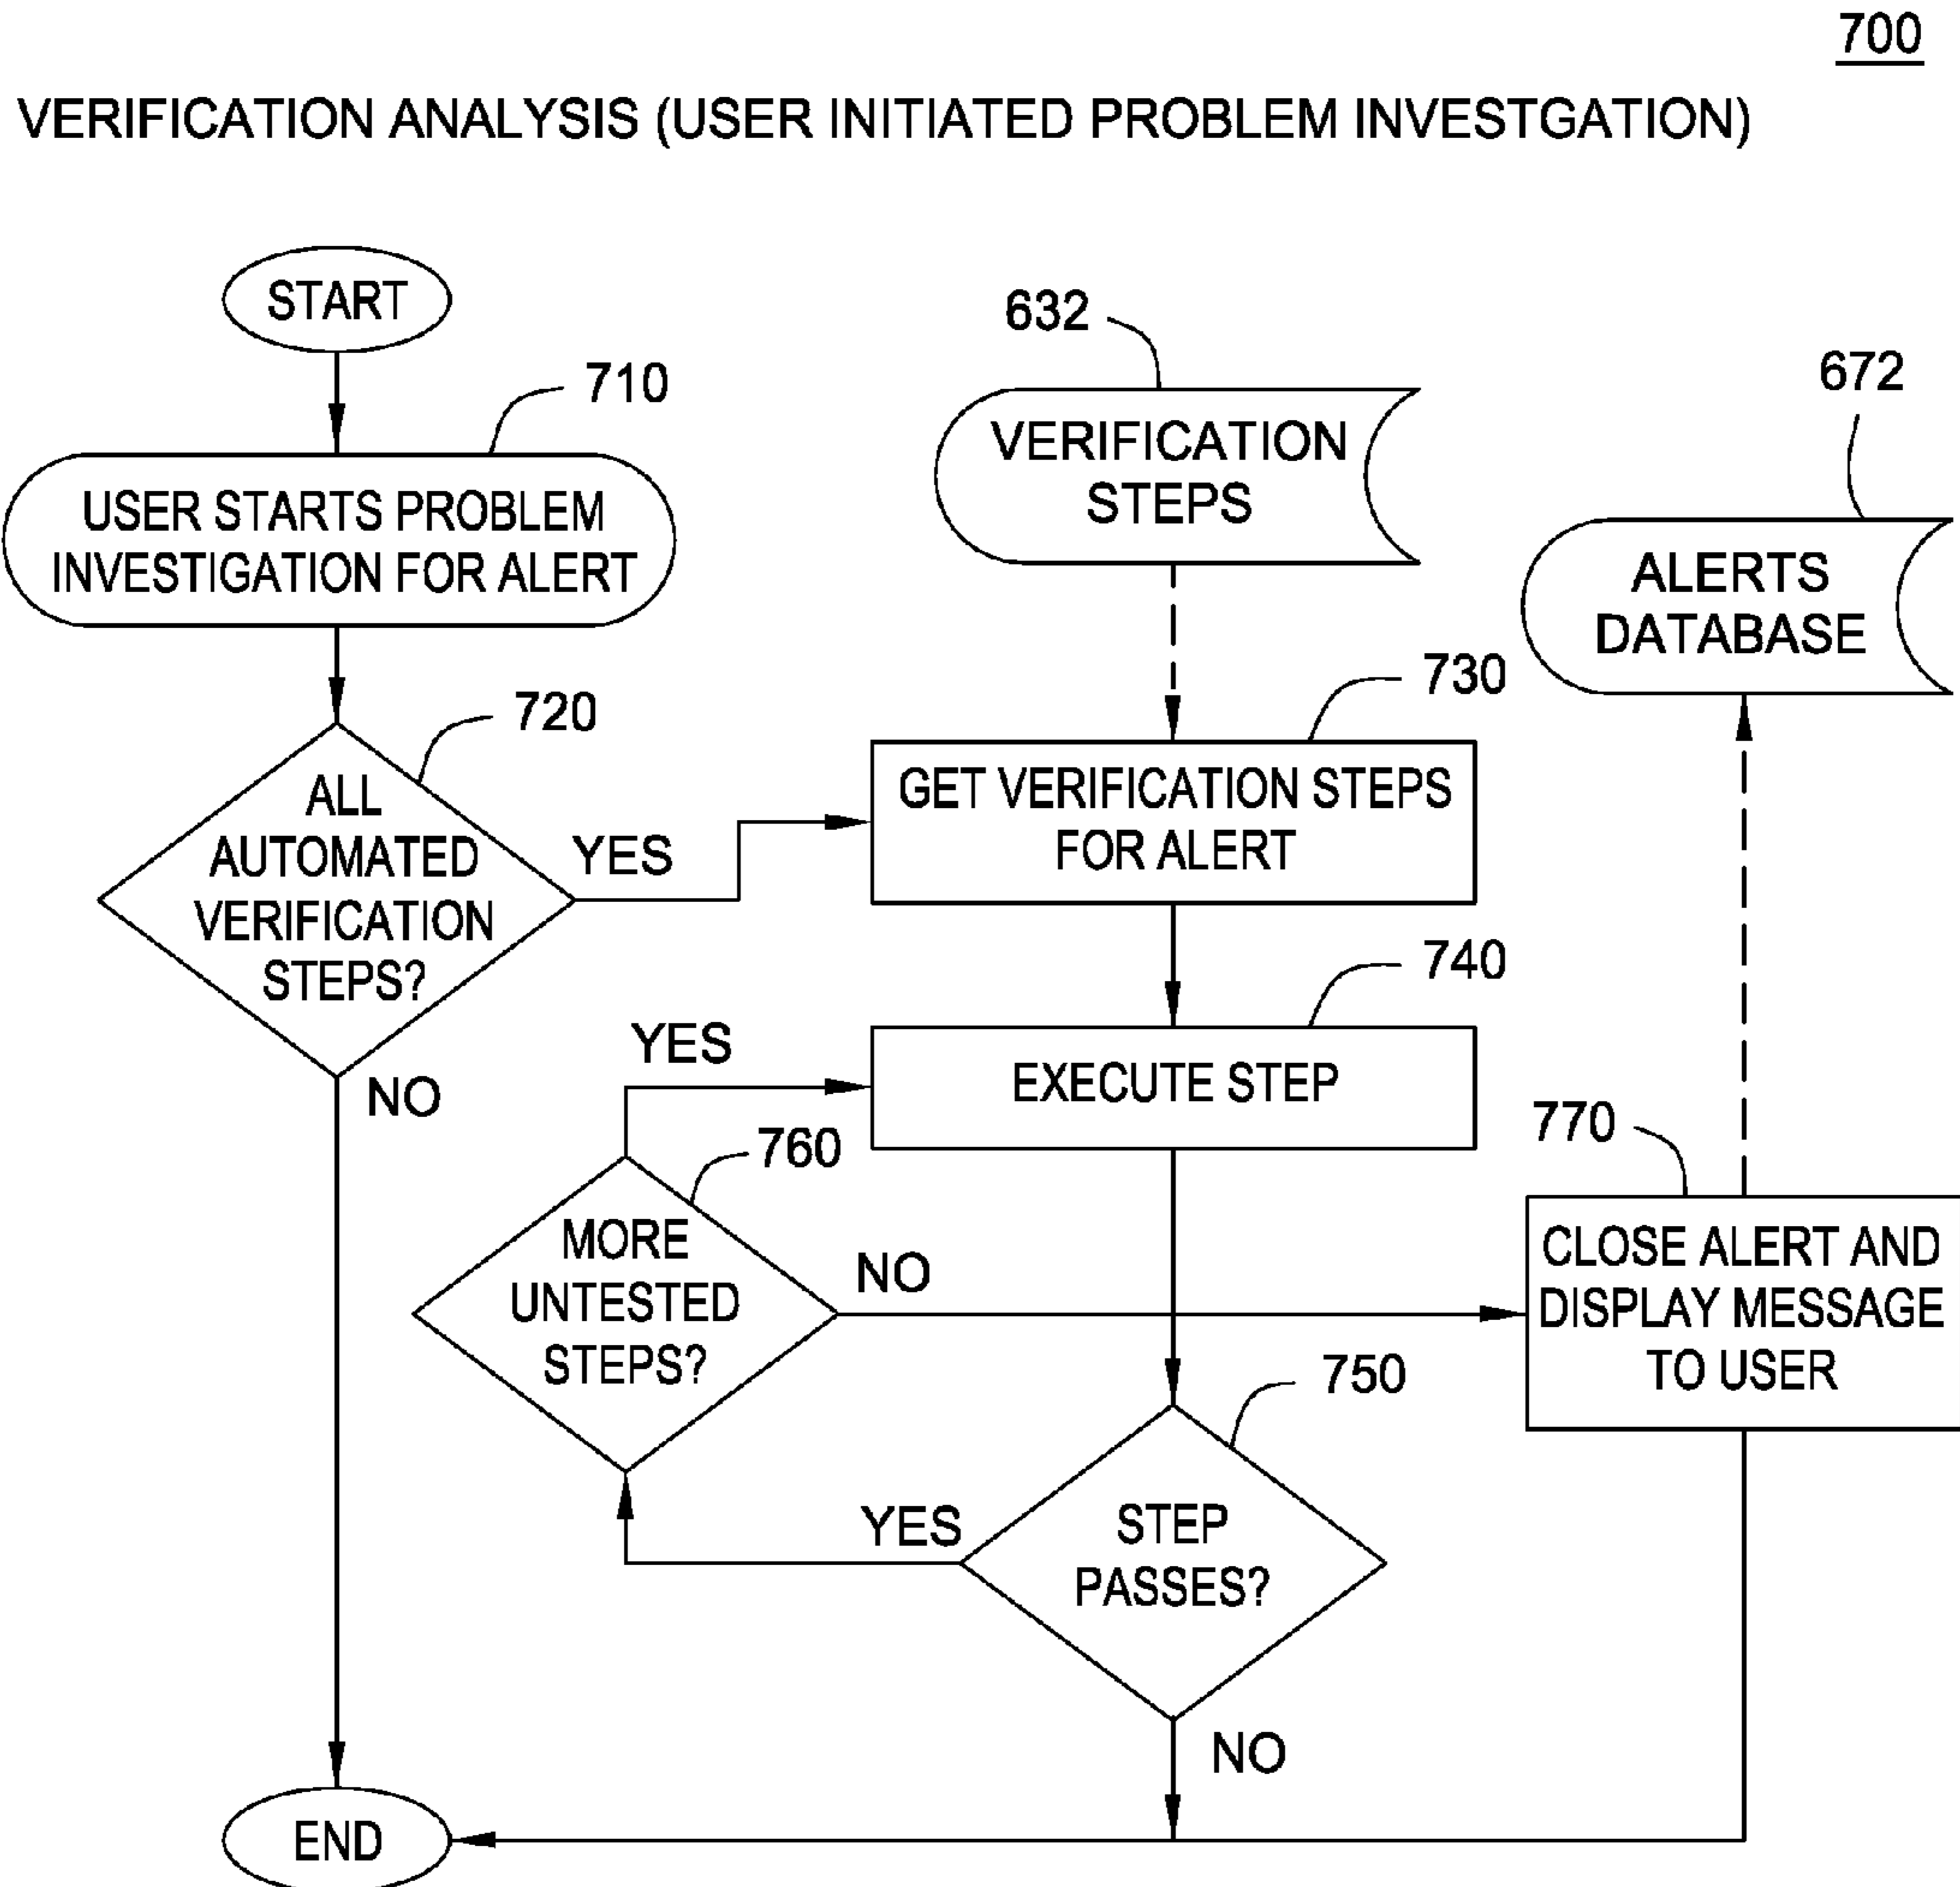 700
VERIFICATION ANALYSIS (USER INITIATED PROBLEM INVESTGATION)
START
710
USER STARTS PROBLEM
INVESTIGATION FOR ALERT
632
VERIFICATION
STEPS
672
ALERTS
DATABASE
720
ALL
AUTOMATED
VERIFICATION
STEPS?
YES
NO
730
GET VERIFICATION STEPS
FOR ALERT
740
EXECUTE STEP
YES
760
MORE
UNTESTED
STEPS?
NO
770
CLOSE ALERT AND
DISPLAY MESSAGE
TO USER
750
STEP
PASSES?
YES
NO
END